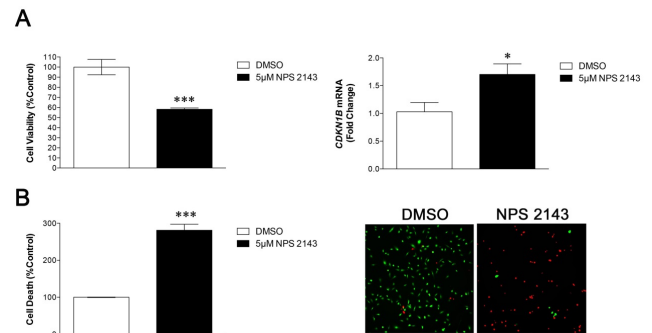 A
110
100
90
80
70
60
50
40
30
20
10
0
Cell Viability (%Control)
***
DMSO
5µM NPS 2143
2.0
1.5
1.0
0.5
0.0
CDKN1B mRNA
(Fold Change)
*
DMSO
5µM NPS 2143
B
300
200
100
0
Cell Death (%Control)
***
DMSO
5µM NPS 2143
DMSO
NPS 2143